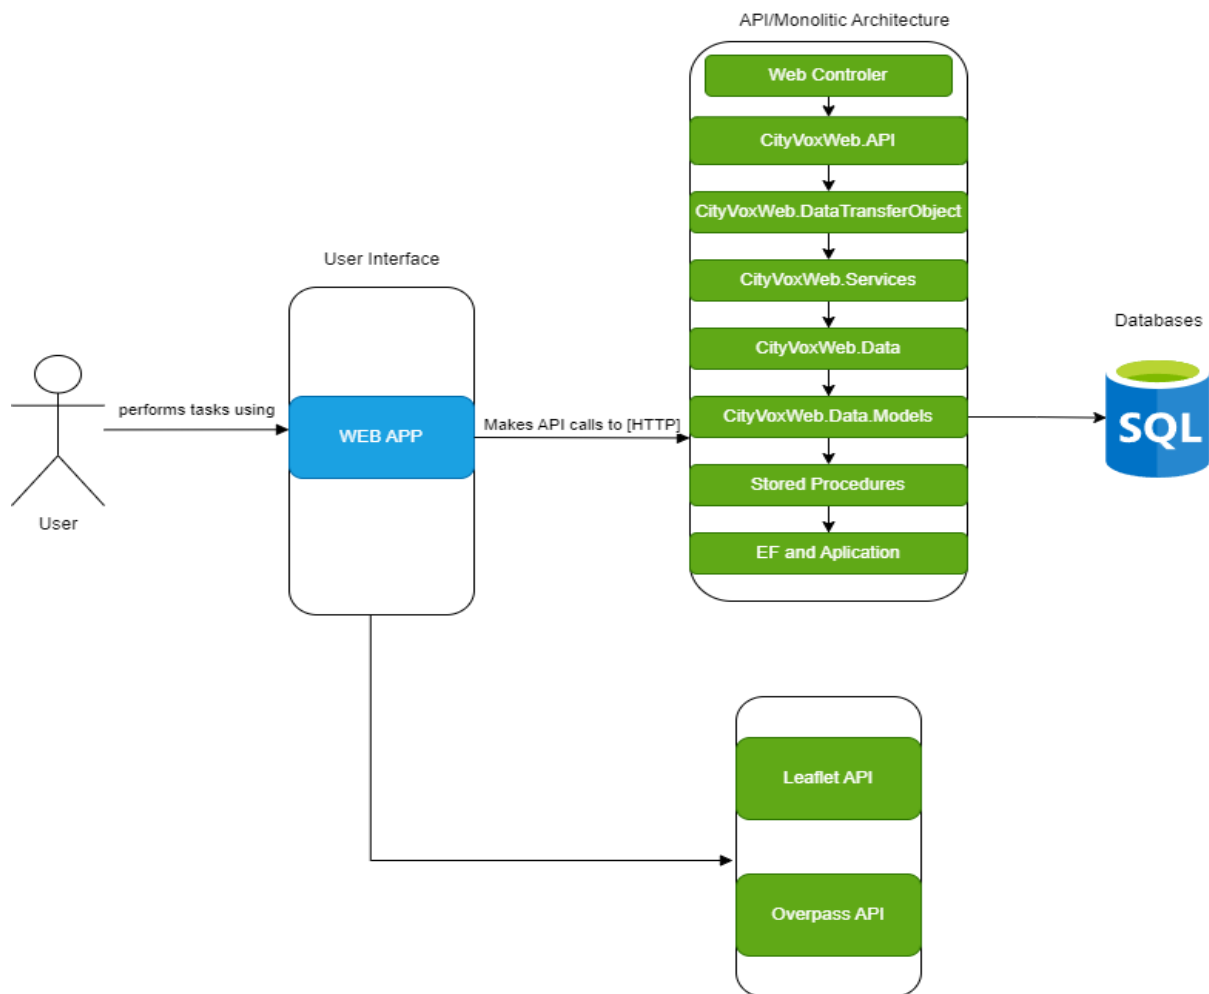 API/Monolitic Architecture
Web Controler
CityVoxWeb.API
CityVoxWeb.DataTransferObject
CityVoxWeb.Services
CityVoxWeb.Data
CityVoxWeb.Data.Models
Stored Procedures
EF and Aplication
User Interface
WEB APP
performs tasks using
Makes API calls to [HTTP]
User
Databases
SQL
Leaflet API
Overpass API